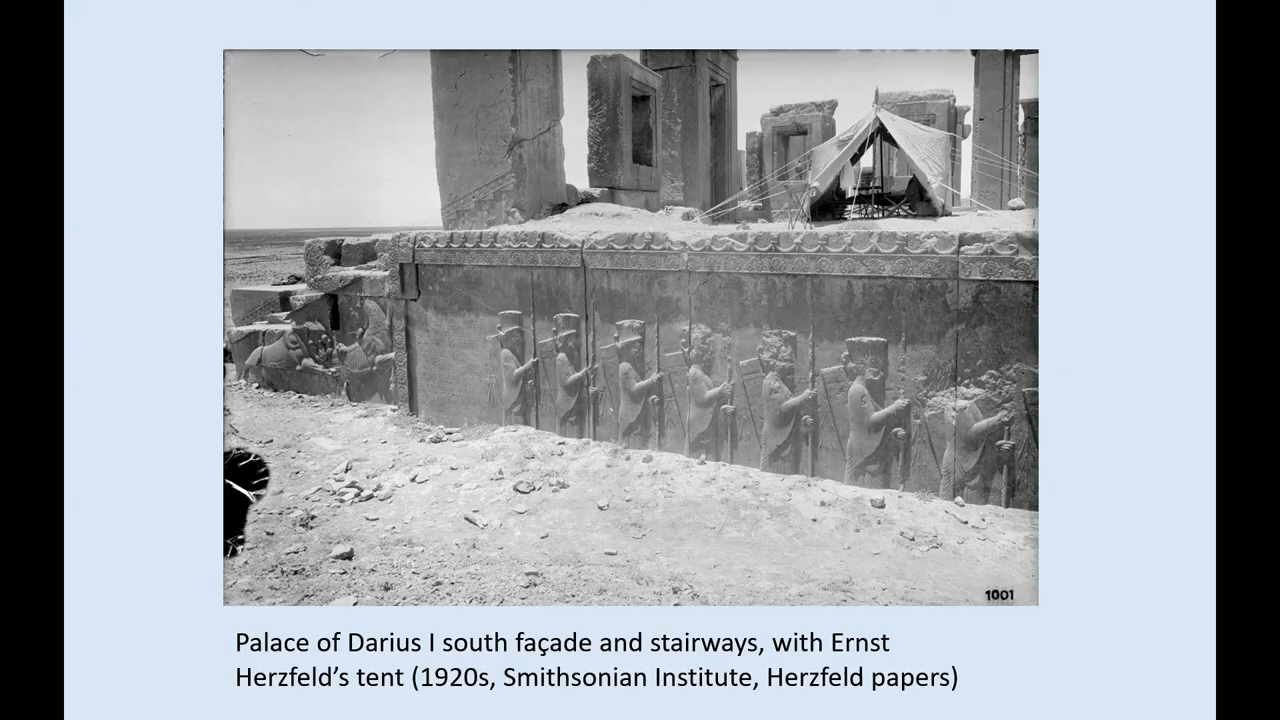 1001
Palace of Darius I south façade and stairways, with Ernst
Herzfeld’s tent (1920s, Smithsonian Institute, Herzfeld papers)